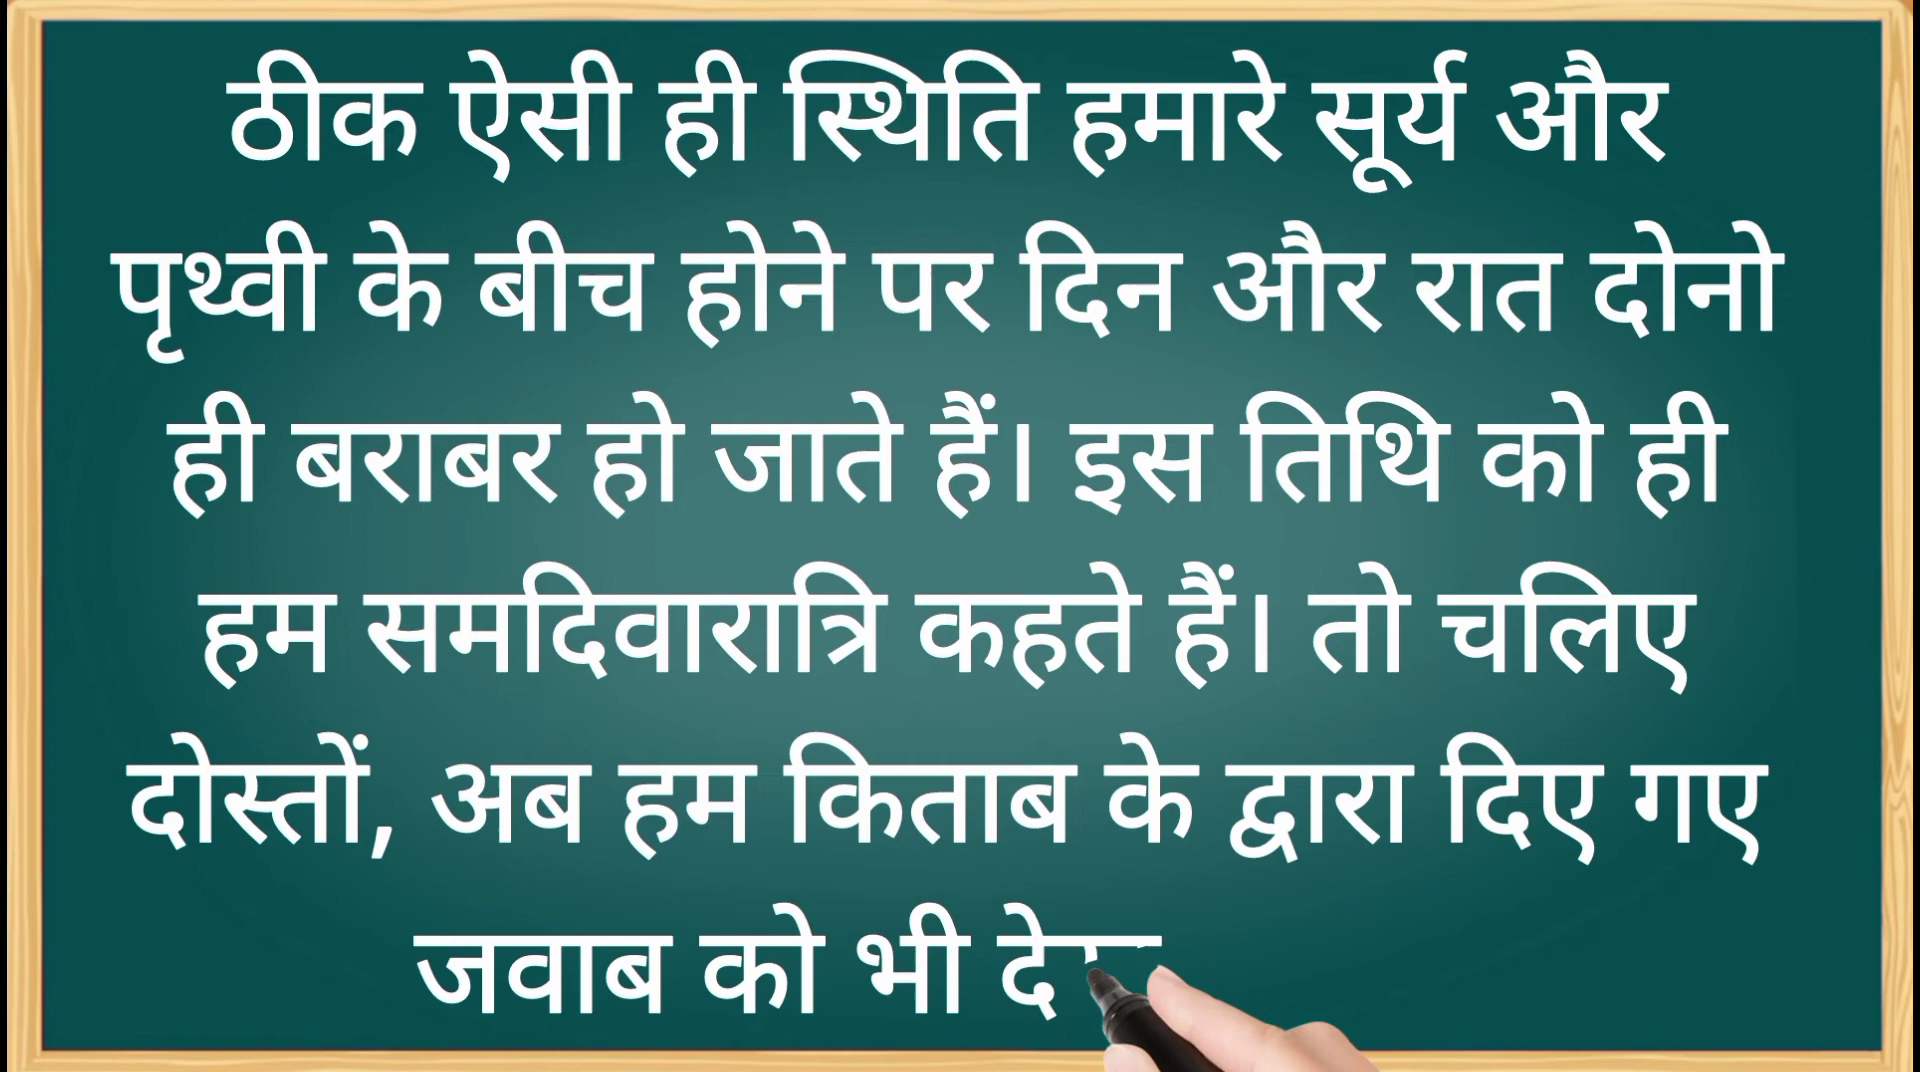 ठीक ऐसी ही स्थिति हमारे सूर्य और
पृथ्वी के बीच होने पर दिन और रात दोनो
ही बराबर हो जाते हैं। इस तिथि को ही
हम समदिवारात्रि कहते हैं। तो चलिए
दोस्तों, अब हम किताब के द्वारा दिए गए
जवाब को भी